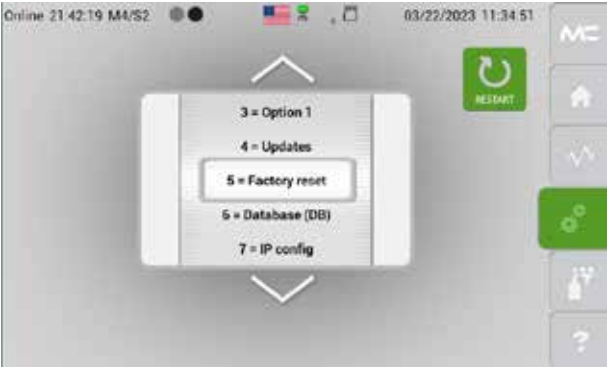 Online 21:42:19 M4/S2 03/22/2023 11:34:51
MC
RESTART
3 = Option 1
4 = Updates
5 = Factory reset
6 = Database (DB)
7 = IP config
?